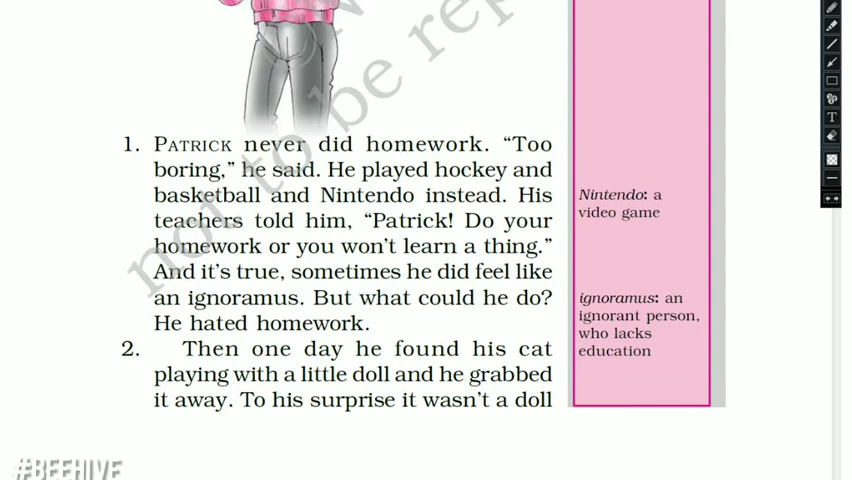 not to be rep
1. PATRICK never did homework. “Too
boring,” he said. He played hockey and
basketball and Nintendo instead. His
teachers told him, “Patrick! Do your
homework or you won’t learn a thing.”
And it’s true, sometimes he did feel like
an ignoramus. But what could he do?
He hated homework.
2. Then one day he found his cat
playing with a little doll and he grabbed
it away. To his surprise it wasn’t a doll
Nintendo: a
video game
ignoramus: an
ignorant person,
who lacks
education
T
#BEEHIVE